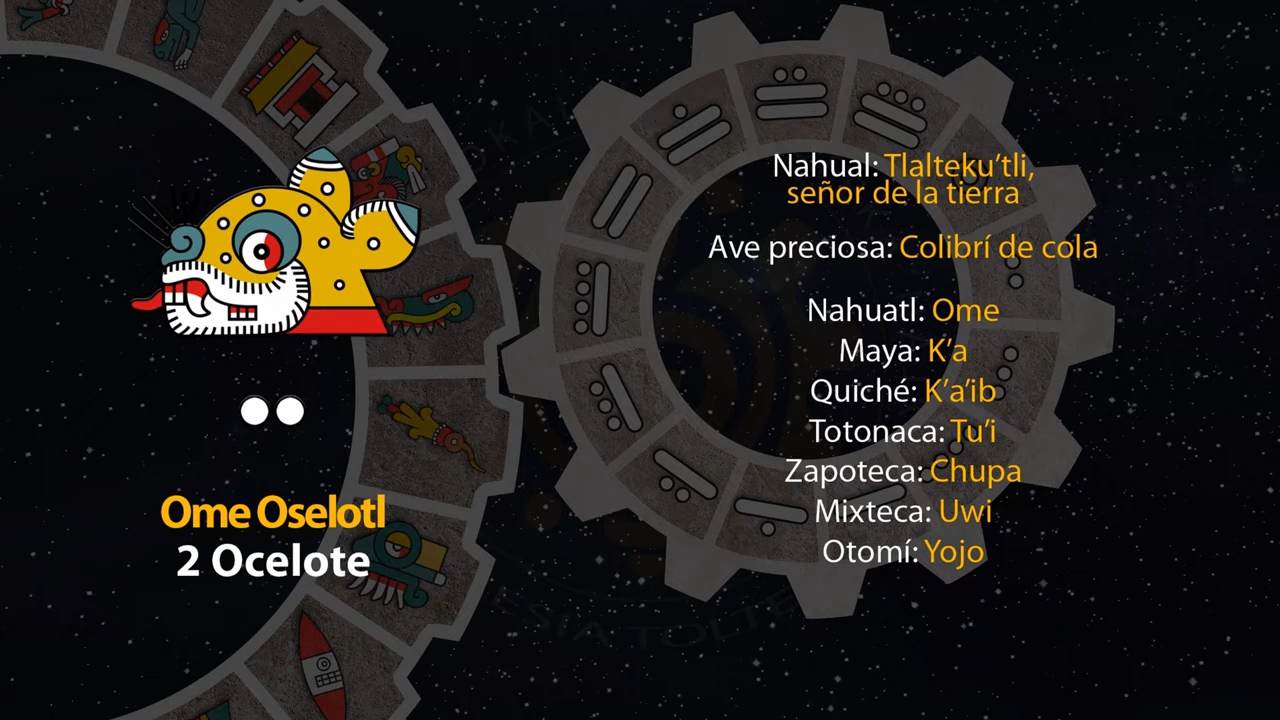 Nahual: Tlalteku’tli,
señor de la tierra
Ave preciosa: Colibrí de cola
Nahuatl: Ome
Maya: K’a
Quiché: K’a’ib
Totonaca: Tu’i
Zapoteca: Chupa
Mixteca: Uwi
Otomí: Yojo
Ome Oselotl
2 Ocelote